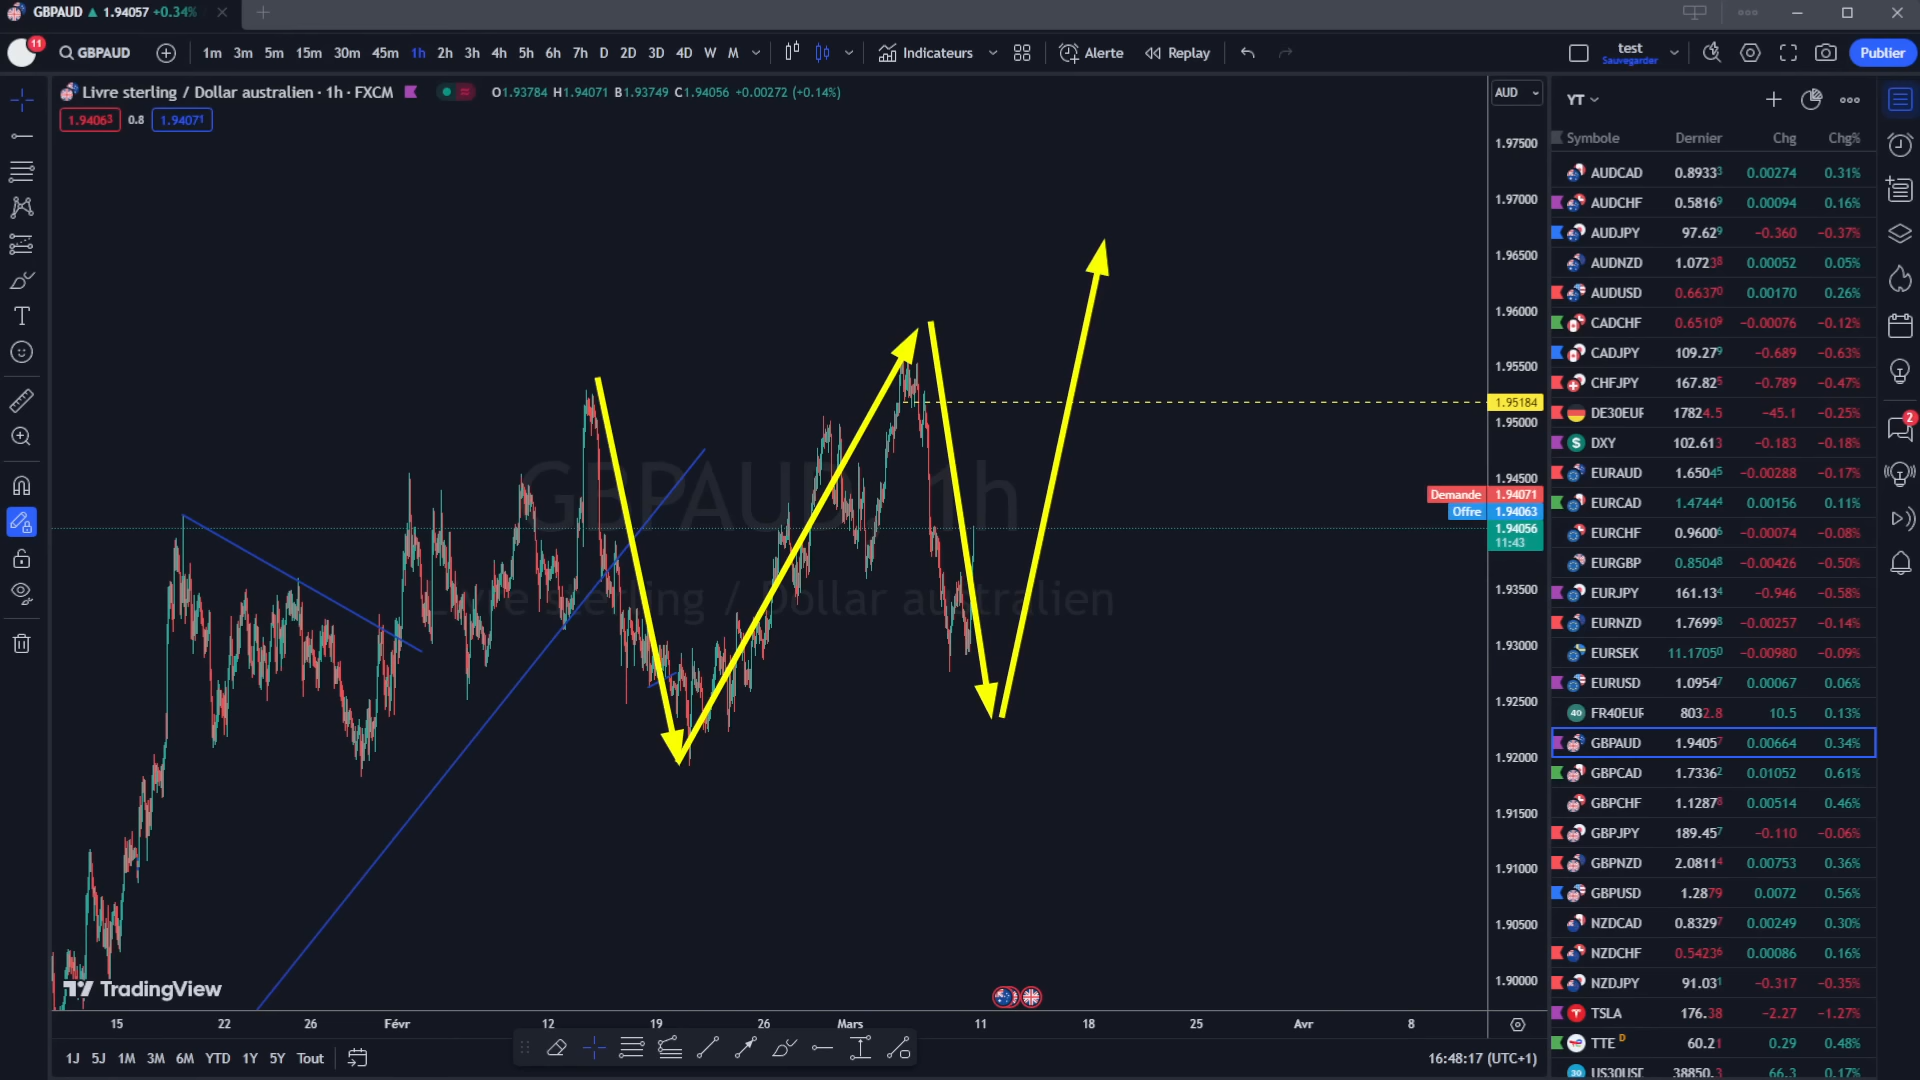 GBPAUD ▲ 1.94057 +0.34%
11
GBPAUD 1m 3m 5m 15m 30m 45m 1h 2h 3h 4h 5h 6h 7h D 2D 3D 4D W M Indicateurs Alerte Replay test Sauvegarder Publier
Livre sterling / Dollar australien · 1h · FXCM O1.93784 H1.94071 B1.93749 C1.94056 +0.00272 (+0.14%)
1.94063 0.8 1.94071
AUD
1.97500
1.97000
1.96500
1.96000
1.95500
1.95184
1.95000
1.94500
Demande 1.94071
Offre 1.94063
1.94056
11:43
1.93500
1.93000
1.92500
1.92000
1.91500
1.91000
1.90500
1.90000
GBPAUD 1h
Livre sterling / Dollar australien
TradingView
15 22 26 Févr 12 19 26 Mars 11 18 25 Avr 8
1J 5J 1M 3M 6M YTD 1Y 5Y Tout
16:48:17 (UTC+1)
YT
Symbole Dernier Chg Chg%
AUDCAD 0.89333 0.00274 0.31%
AUDCHF 0.58169 0.00094 0.16%
AUDJPY 97.629 −0.360 −0.37%
AUDNZD 1.07238 0.00052 0.05%
AUDUSD 0.66370 0.00170 0.26%
CADCHF 0.65109 −0.00076 −0.12%
CADJPY 109.279 −0.689 −0.63%
CHFJPY 167.825 −0.789 −0.47%
DE30EUR 17824.5 −45.1 −0.25%
DXY 102.613 −0.183 −0.18%
EURAUD 1.65045 −0.00288 −0.17%
EURCAD 1.47444 0.00156 0.11%
EURCHF 0.96006 −0.00074 −0.08%
EURGBP 0.85048 −0.00426 −0.50%
EURJPY 161.134 −0.946 −0.58%
EURNZD 1.76998 −0.00257 −0.14%
EURSEK 11.17050 −0.00980 −0.09%
EURUSD 1.09547 0.00067 0.06%
40 FR40EUR 8032.8 10.5 0.13%
GBPAUD 1.94057 0.00664 0.34%
GBPCAD 1.73362 0.01052 0.61%
GBPCHF 1.12878 0.00514 0.46%
GBPJPY 189.457 −0.110 −0.06%
GBPNZD 2.08114 0.00753 0.36%
GBPUSD 1.2879 0.0072 0.56%
NZDCAD 0.83297 0.00249 0.30%
NZDCHF 0.54236 0.00086 0.16%
NZDJPY 91.031 −0.317 −0.35%
TSLA 176.38 −2.27 −1.27%
TTE D 60.21 0.29 0.48%
30 US30USD 38850.3 66.3 0.17%
2